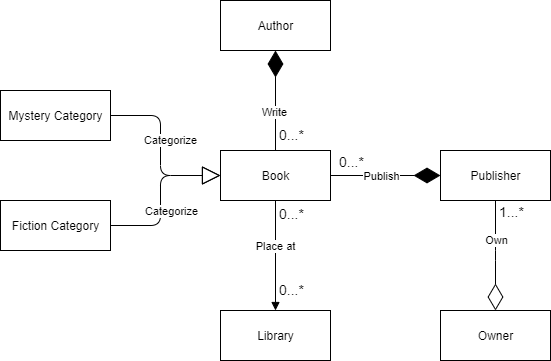 Author
Write
0...*
Mystery Category
Categorize
0...*
Book
Publish
Publisher
Categorize
Fiction Category
0...*
1...*
Place at
Own
0...*
Library
Owner